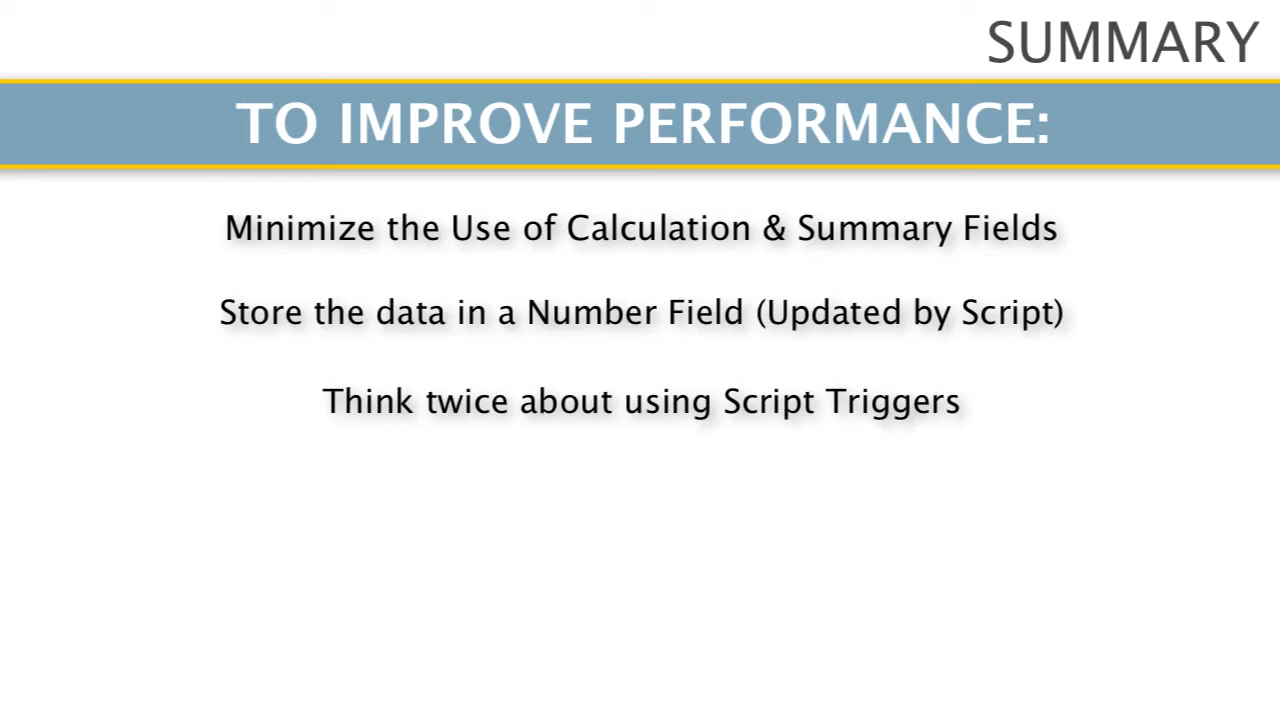 SUMMARY
TO IMPROVE PERFORMANCE:
Minimize the Use of Calculation & Summary Fields
Store the data in a Number Field (Updated by Script)
Think twice about using Script Triggers